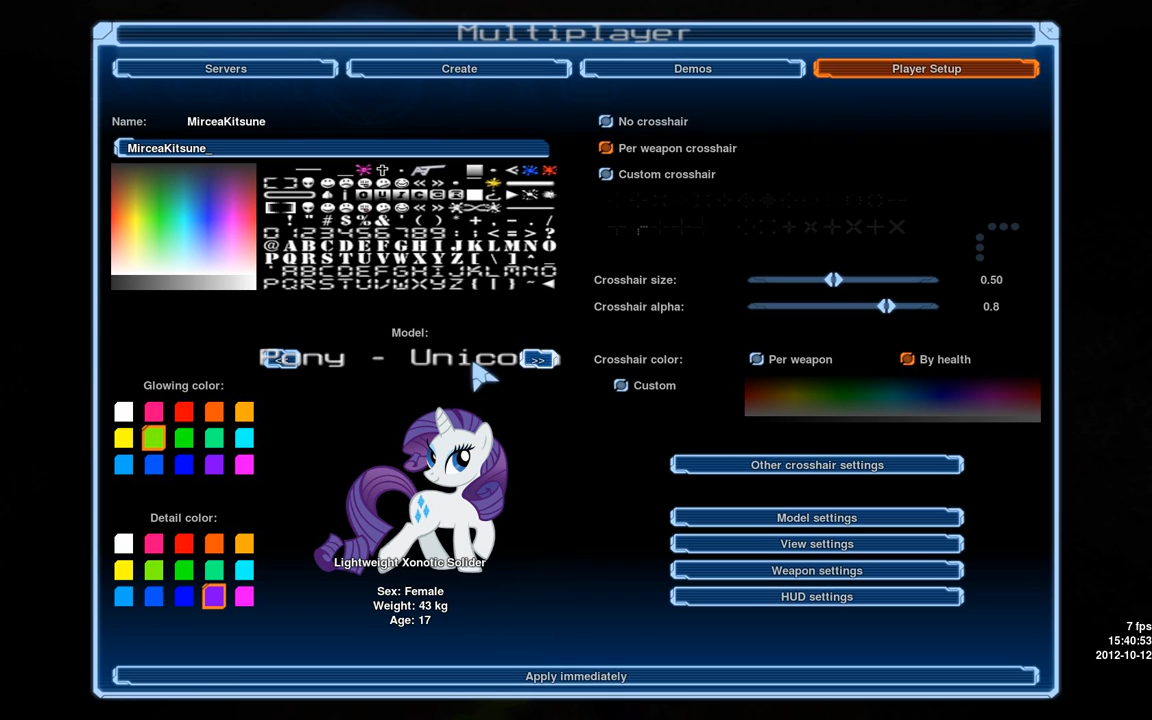 Multiplayer
Servers
Create
Demos
Player Setup
Name: MirceaKitsune
MirceaKitsune_
@ABCDEFGHIJKLMNO
PQRSTUVWXYZ[\]^_
No crosshair
Per weapon crosshair
Custom crosshair
Crosshair size: 0.50
Crosshair alpha: 0.8
Model:
<< Pony - Unico >>
Crosshair color: Per weapon By health
Custom
Glowing color:
Detail color:
Lightweight Xonotic Solider
Sex: Female
Weight: 43 kg
Age: 17
Other crosshair settings
Model settings
View settings
Weapon settings
HUD settings
7 fps
15:40:53
2012-10-12
Apply immediately